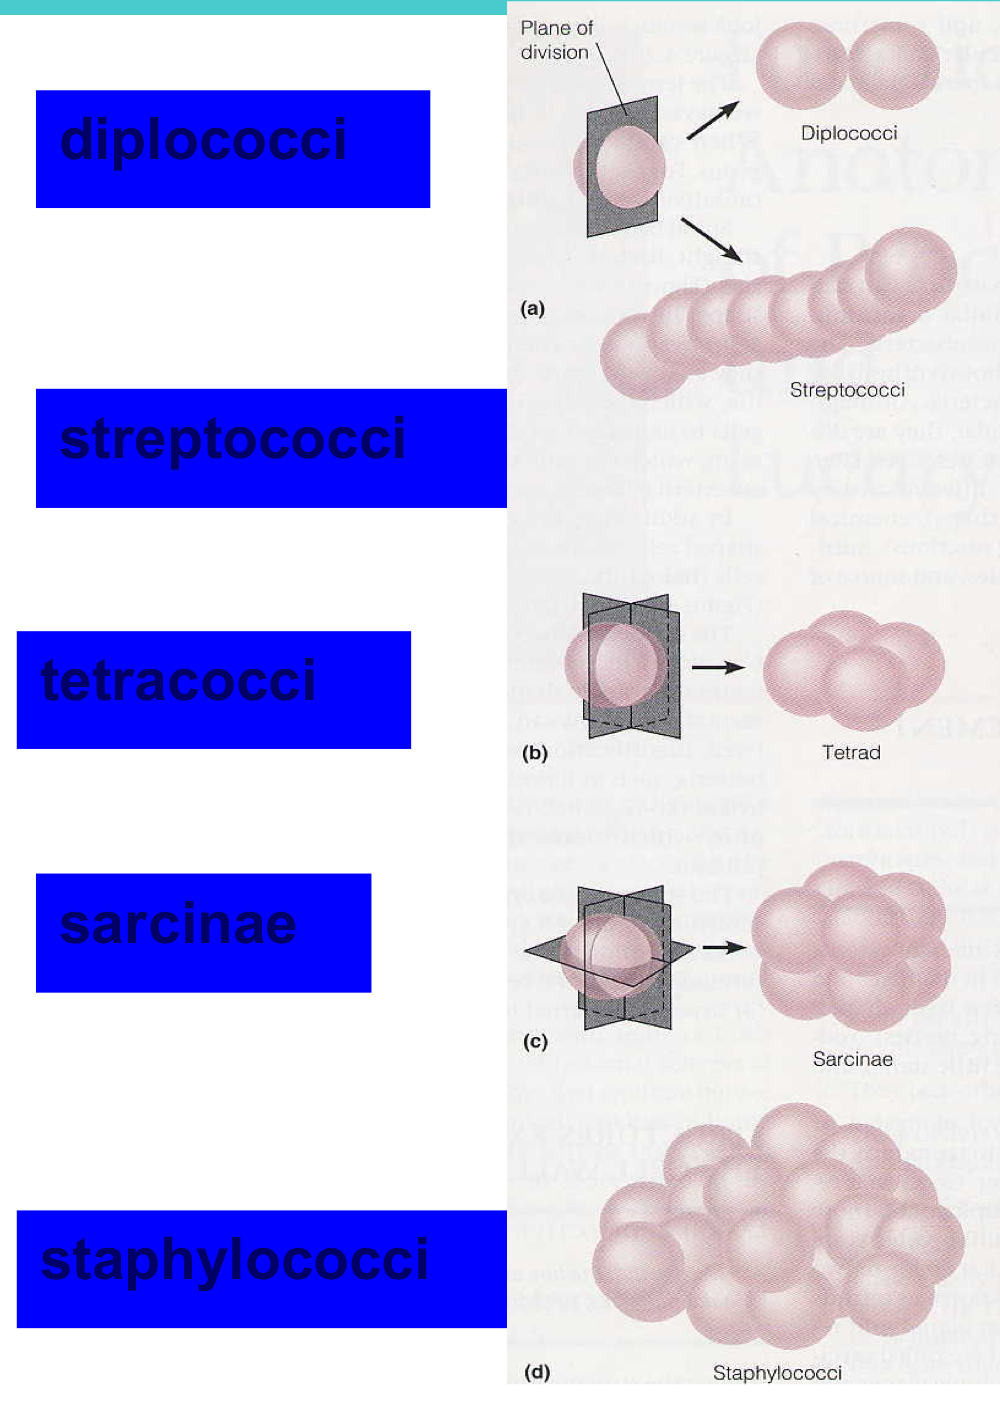 diplococci
streptococci
tetracocci
sarcinae
staphylococci
Plane of
division
Diplococci
(a)
Streptococci
(b)
Tetrad
(c)
Sarcinae
(d)
Staphylococci